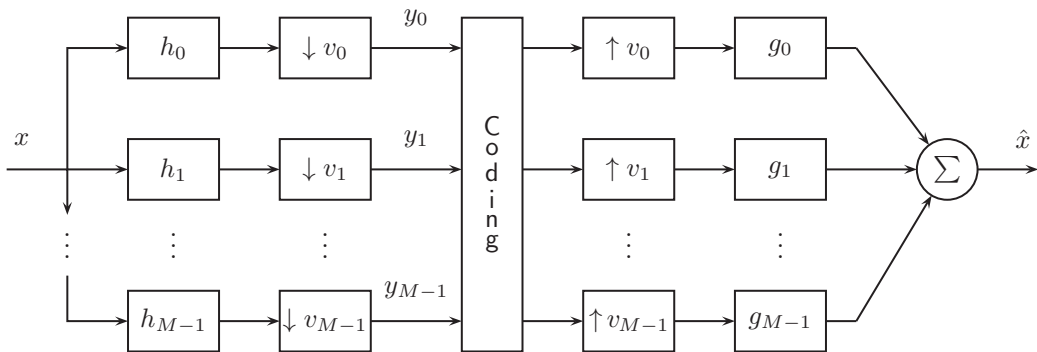 y_0
h_0 ↓ v_0 ↑ v_0 g_0
x y_1 x̂
h_1 ↓ v_1 Coding ↑ v_1 g_1 ∑
⋮ ⋮ ⋮ ⋮ ⋮
y_{M−1}
h_{M−1} ↓ v_{M−1} ↑ v_{M−1} g_{M−1}